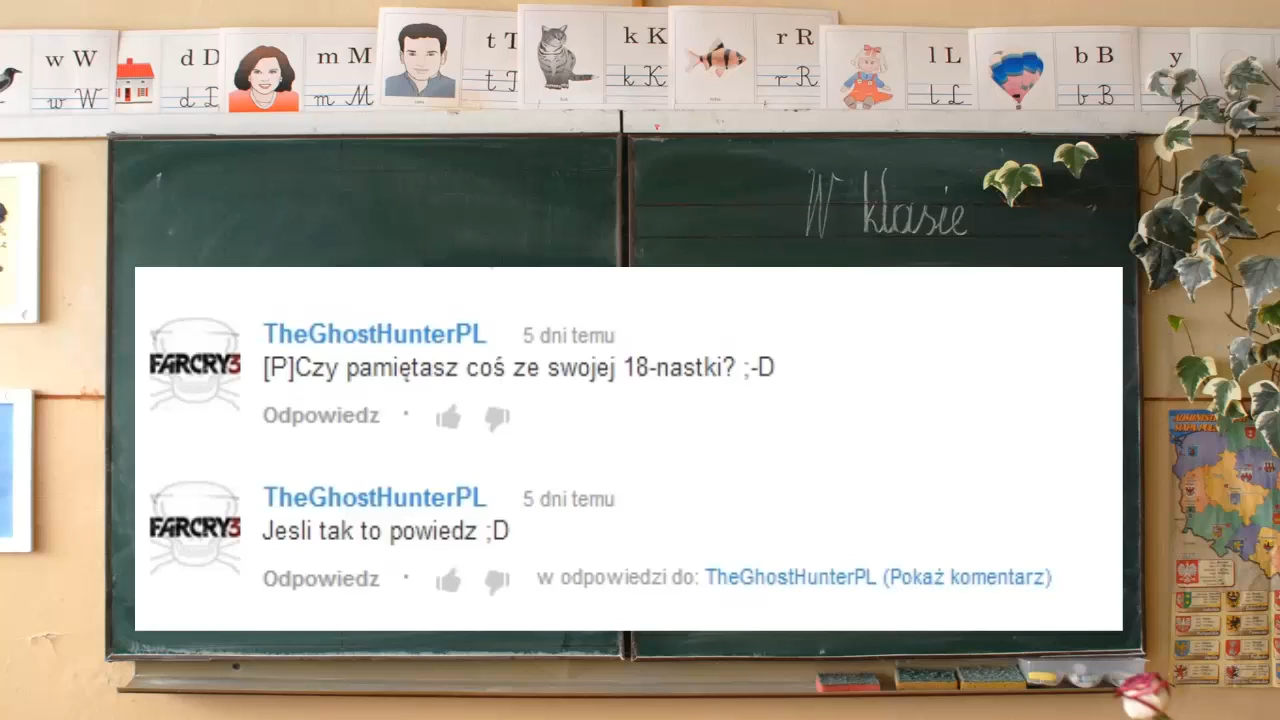 w W
d D
m M
t T
k K
r R
l L
b B
y
w W
d D
m M
t T
k K
r R
l L
b B
W klasie
TheGhostHunterPL 5 dni temu
FARCRY3
[P]Czy pamiętasz coś ze swojej 18-nastki? ;-D
Odpowiedz ·
TheGhostHunterPL 5 dni temu
FARCRY3
Jesli tak to powiedz ;D
Odpowiedz · w odpowiedzi do: TheGhostHunterPL (Pokaż komentarz)